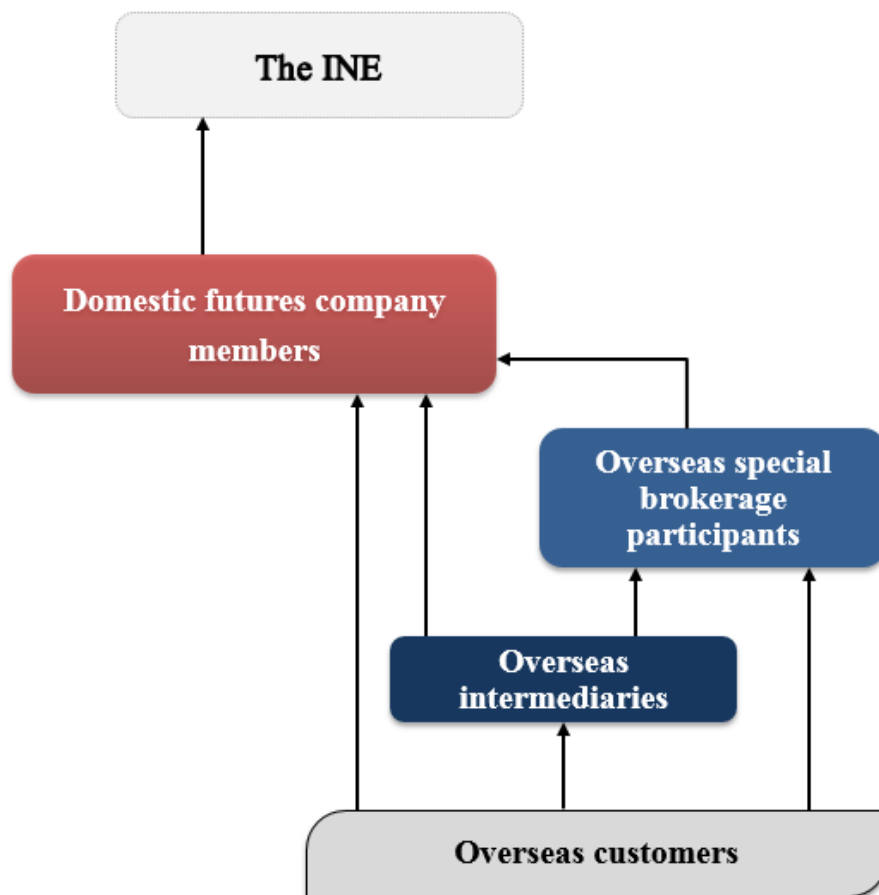 The INE
Domestic futures company
members
Overseas special
brokerage
participants
Overseas
intermediaries
Overseas customers